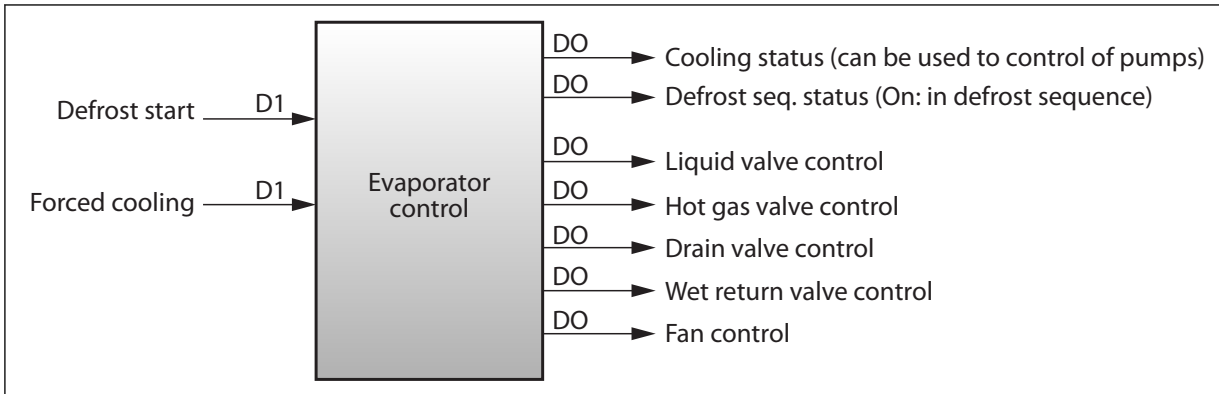 DO
Cooling status (can be used to control of pumps)
DO
Defrost seq. status (On: in defrost sequence)
Defrost start
D1
DO
Liquid valve control
Forced cooling
D1
Evaporator
control
DO
Hot gas valve control
DO
Drain valve control
DO
Wet return valve control
DO
Fan control